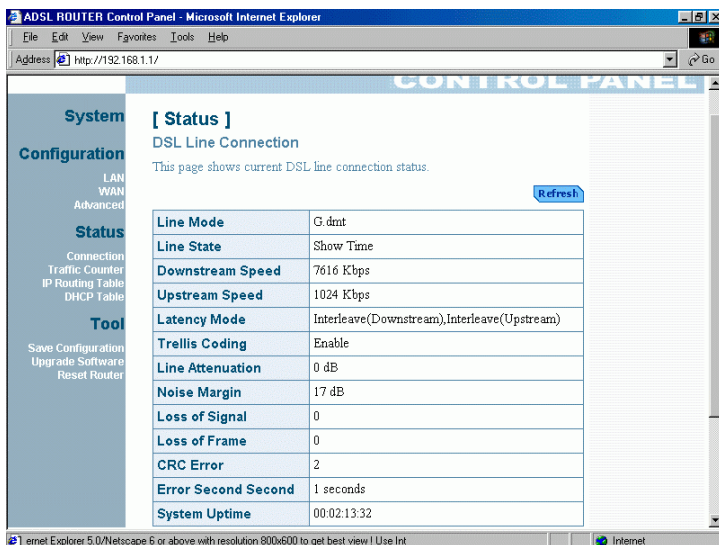 ADSL ROUTER Control Panel - Microsoft Internet Explorer
File Edit View Favorites Tools Help
Address http://192.168.1.1/ Go
CONTROL PANEL
System
Configuration
LAN
WAN
Advanced
Status
Connection
Traffic Counter
IP Routing Table
DHCP Table
Tool
Save Configuration
Upgrade Software
Reset Router
[ Status ]
DSL Line Connection
This page shows current DSL line connection status.
Refresh
Line Mode G.dmt
Line State Show Time
Downstream Speed 7616 Kbps
Upstream Speed 1024 Kbps
Latency Mode Interleave(Downstream),Interleave(Upstream)
Trellis Coding Enable
Line Attenuation 0 dB
Noise Margin 17 dB
Loss of Signal 0
Loss of Frame 0
CRC Error 2
Error Second Second 1 seconds
System Uptime 00:02:13:32
ernet Explorer 5.0/Netscape 6 or above with resolution 800x600 to get best view ! Use Int Internet